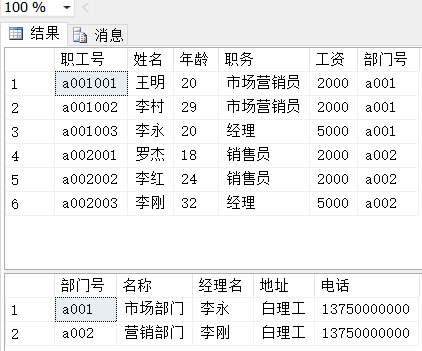 100 %
结果 消息
职工号 姓名 年龄 职务 工资 部门号
1 a001001 王明 20 市场营销员 2000 a001
2 a001002 李村 29 市场营销员 2000 a001
3 a001003 李永 20 经理 5000 a001
4 a002001 罗杰 18 销售员 2000 a002
5 a002002 李红 24 销售员 2000 a002
6 a002003 李刚 32 经理 5000 a002
部门号 名称 经理名 地址 电话
1 a001 市场部门 李永 白理工 13750000000
2 a002 营销部门 李刚 白理工 13750000000